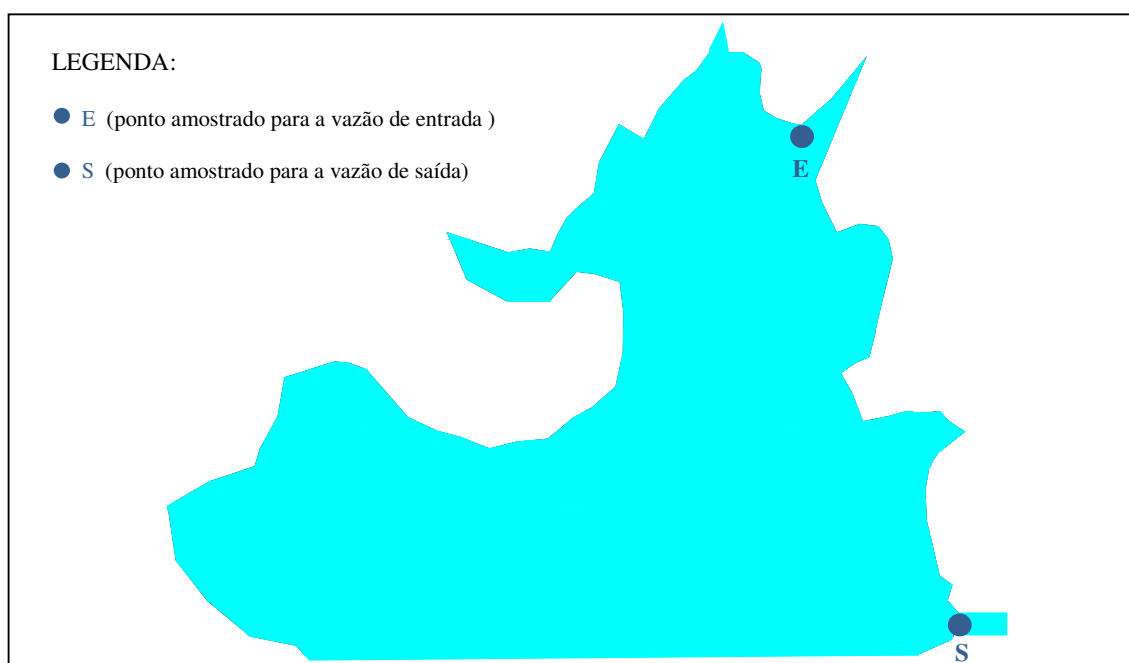 LEGENDA:
E (ponto amostrado para a vazão de entrada )
S (ponto amostrado para a vazão de saída)
E
S